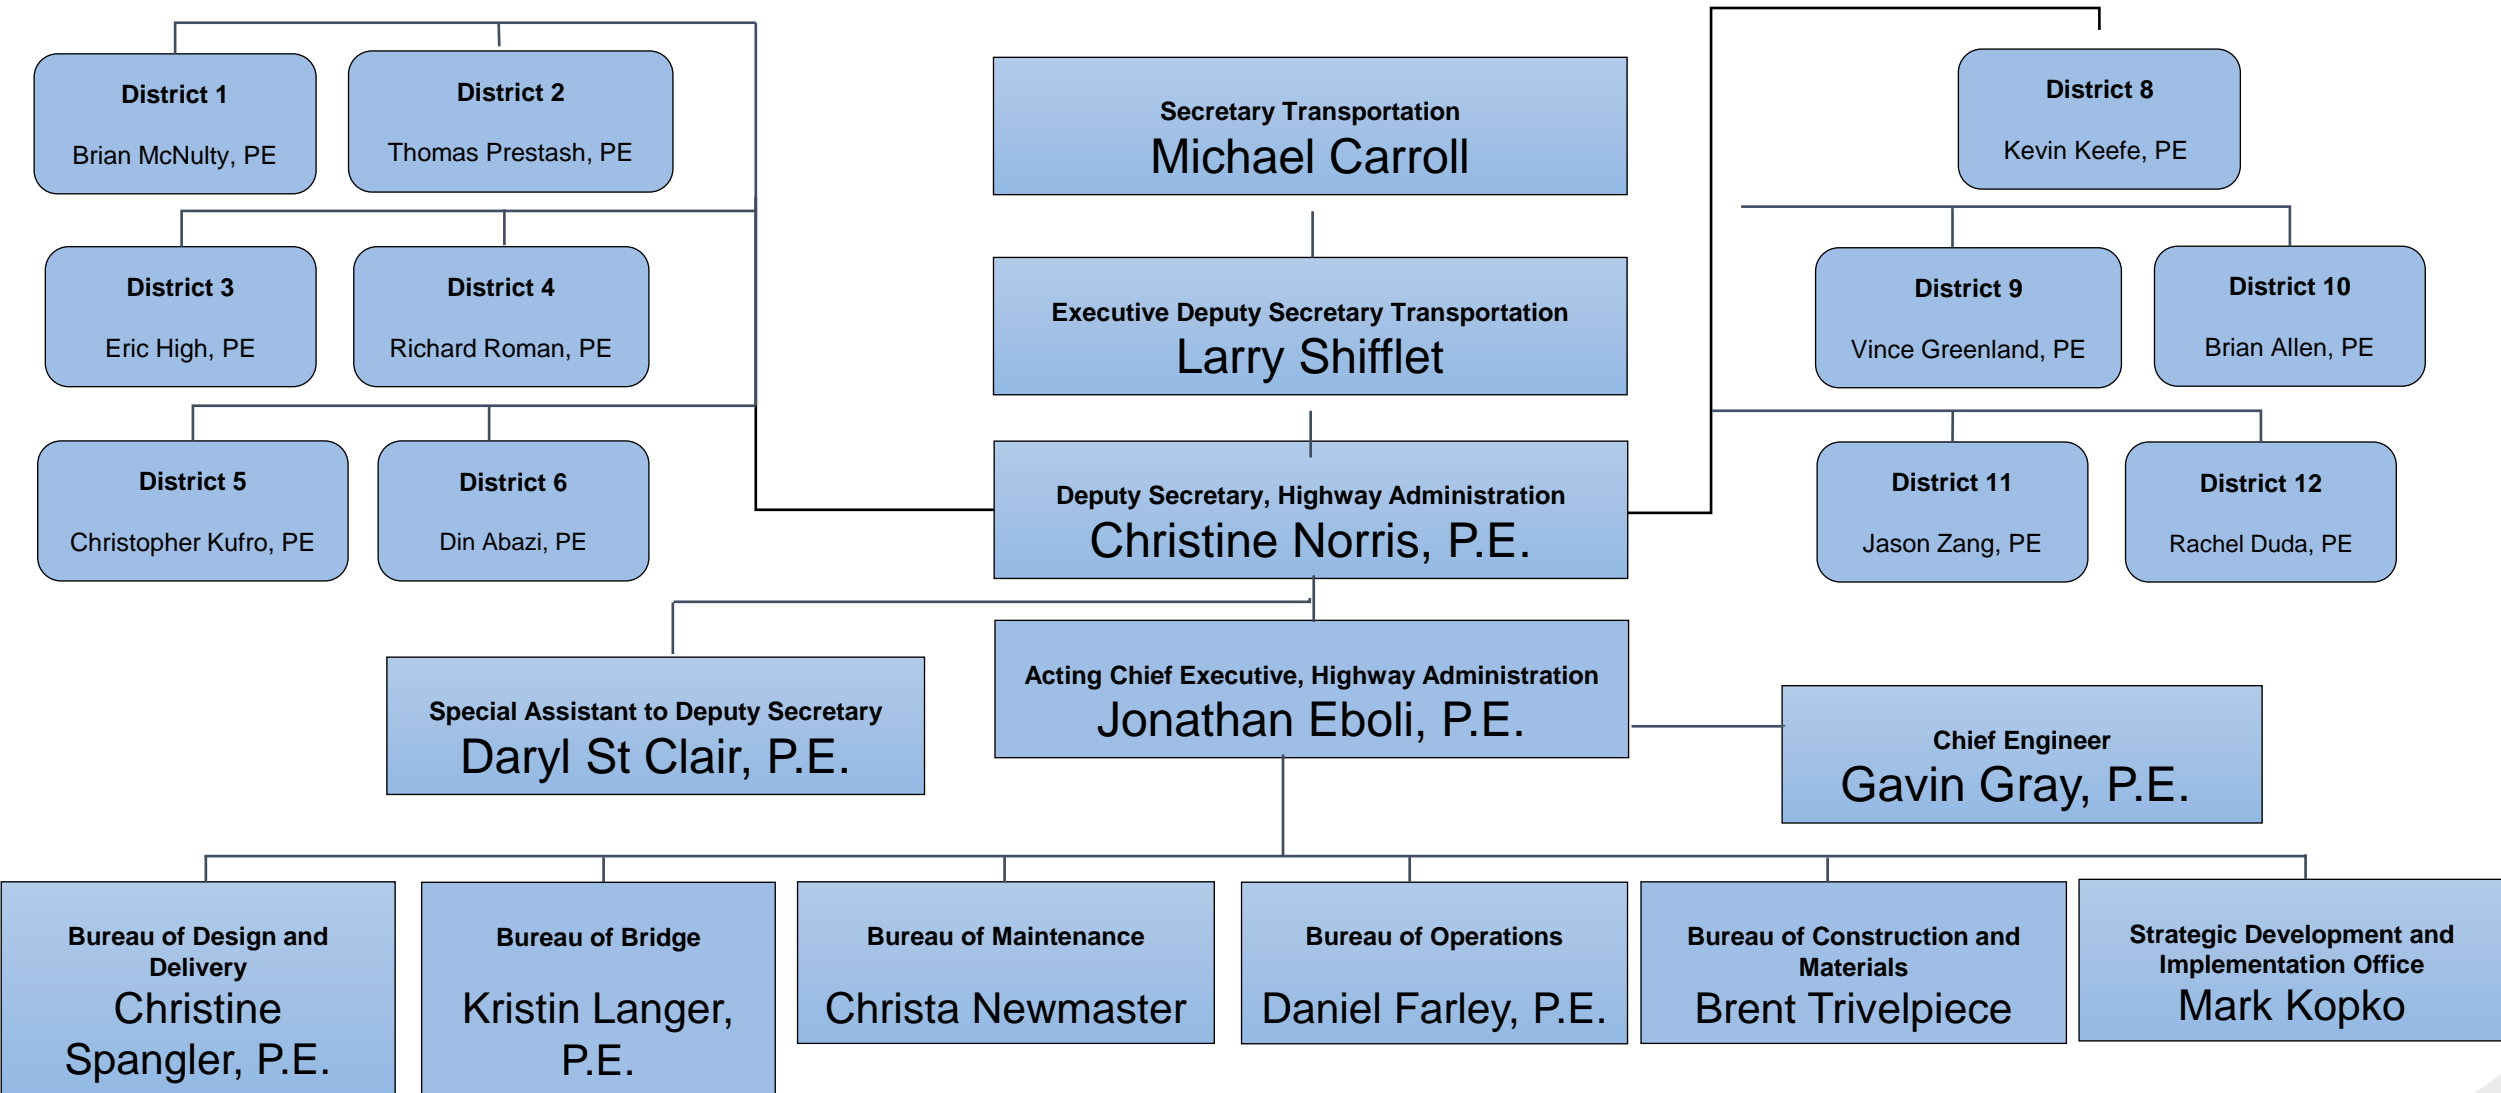 District 1
Brian McNulty, PE
District 2
Thomas Prestash, PE
District 3
Eric High, PE
District 4
Richard Roman, PE
District 5
Christopher Kufro, PE
District 6
Din Abazi, PE
Secretary Transportation
Michael Carroll
Executive Deputy Secretary Transportation
Larry Shifflet
Deputy Secretary, Highway Administration
Christine Norris, P.E.
District 8
Kevin Keefe, PE
District 9
Vince Greenland, PE
District 10
Brian Allen, PE
District 11
Jason Zang, PE
District 12
Rachel Duda, PE
Special Assistant to Deputy Secretary
Daryl St Clair, P.E.
Acting Chief Executive, Highway Administration
Jonathan Eboli, P.E.
Chief Engineer
Gavin Gray, P.E.
Bureau of Design and
Delivery
Christine
Spangler, P.E.
Bureau of Bridge
Kristin Langer,
P.E.
Bureau of Maintenance
Christa Newmaster
Bureau of Operations
Daniel Farley, P.E.
Bureau of Construction and
Materials
Brent Trivelpiece
Strategic Development and
Implementation Office
Mark Kopko